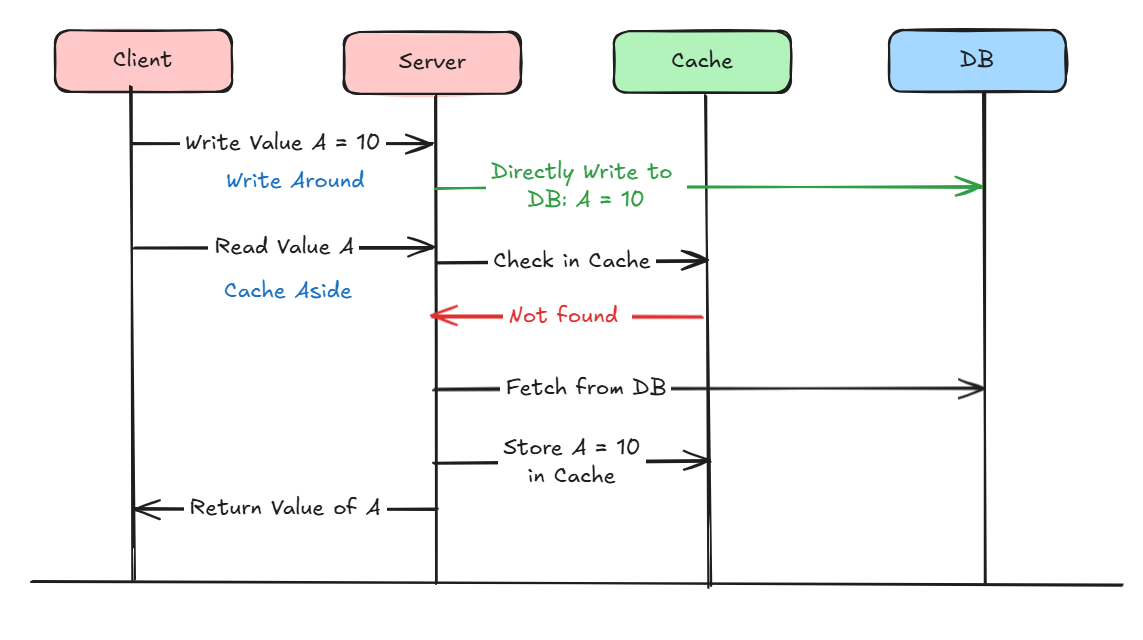 Client
Server
Cache
DB
Write Value A = 10
Write Around
Directly Write to
DB: A = 10
Read Value A
Check in Cache
Cache Aside
Not found
Fetch from DB
Store A = 10
in Cache
Return Value of A